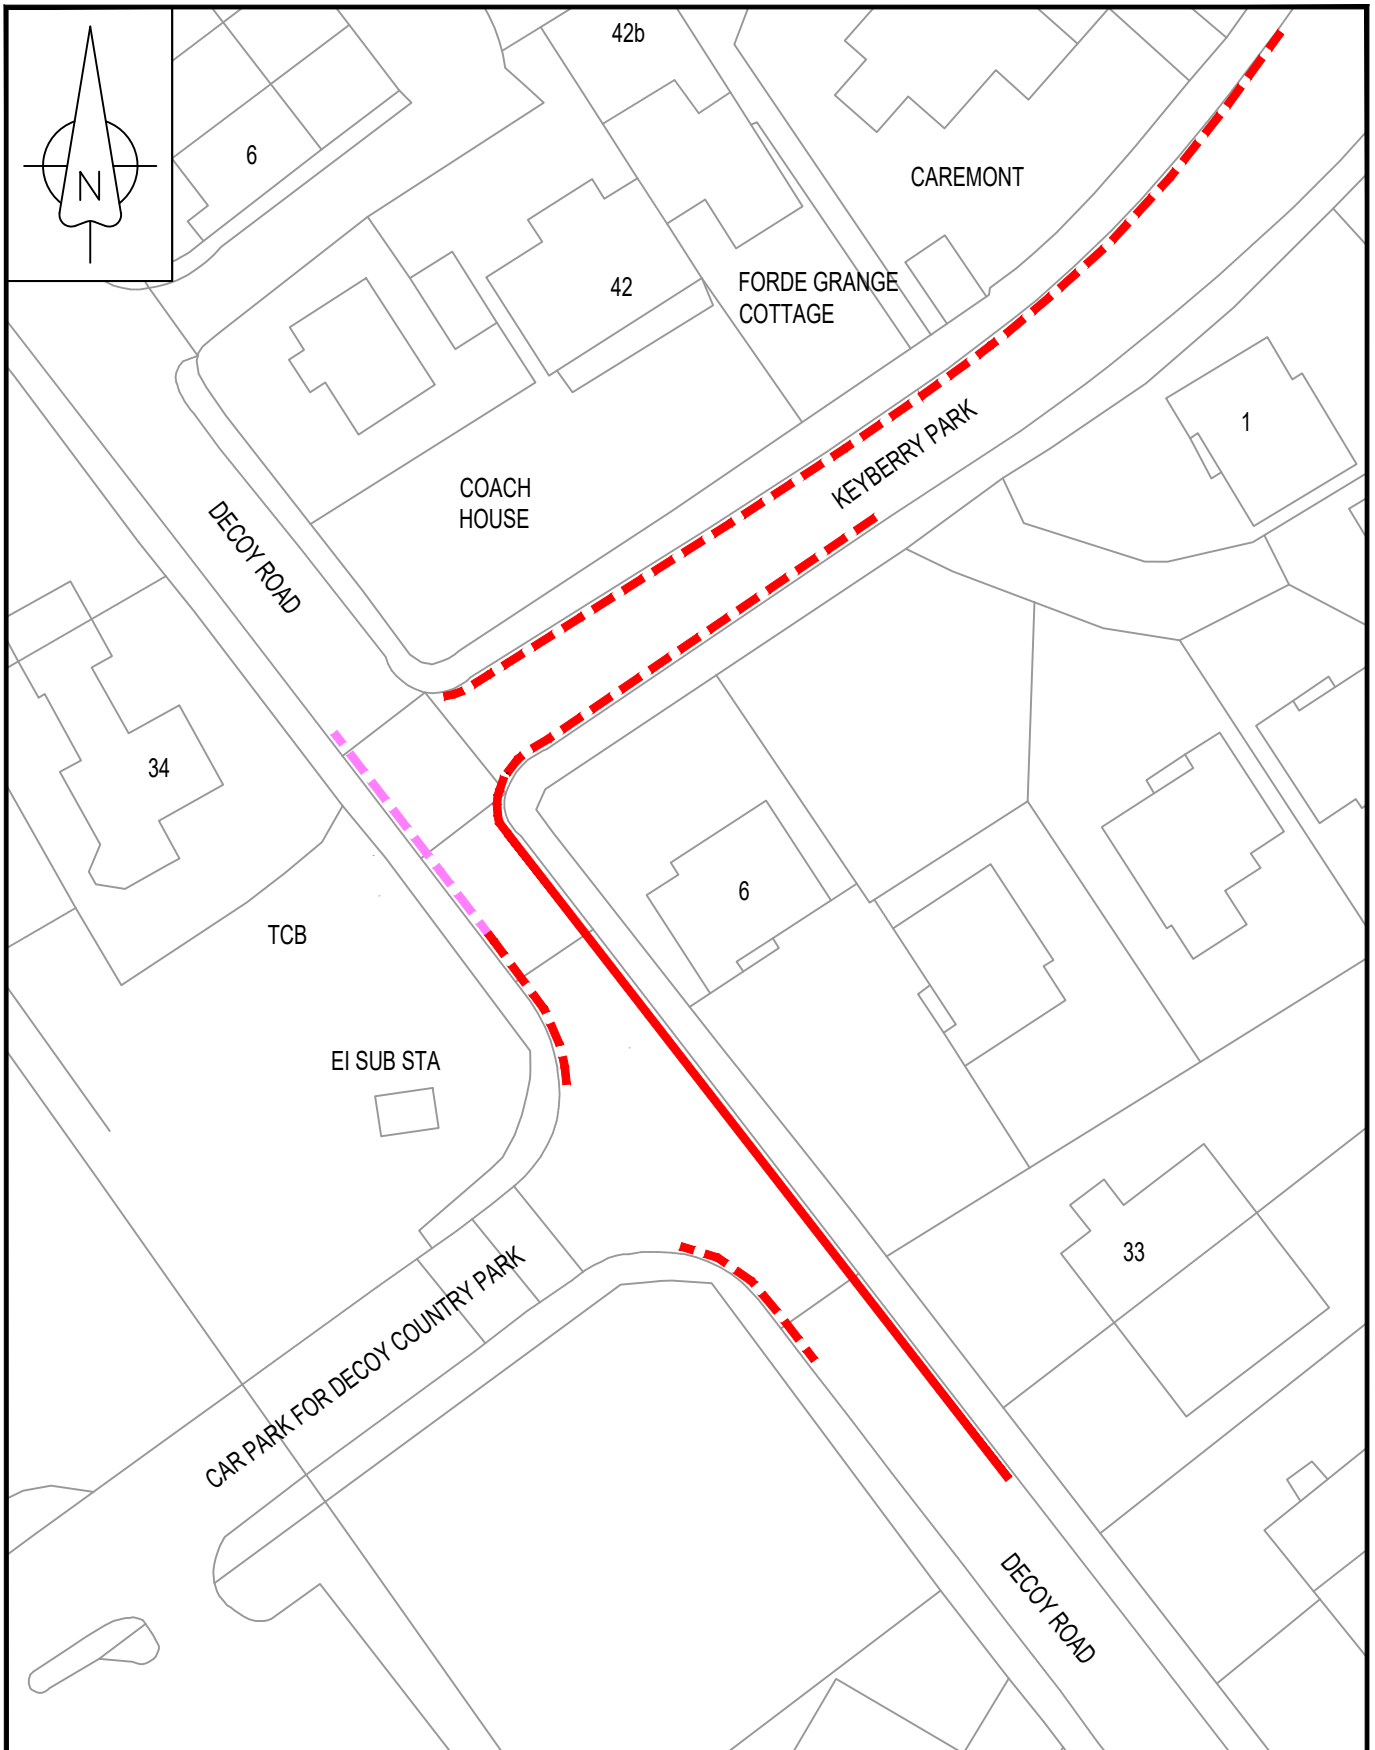 42b
N
6
CAREMONT
42
FORDE GRANGE
COTTAGE
1
KEYBERRY PARK
COACH
HOUSE
DECOY ROAD
34
6
TCB
EI SUB STA
33
CAR PARK FOR DECOY COUNTRY PARK
DECOY ROAD